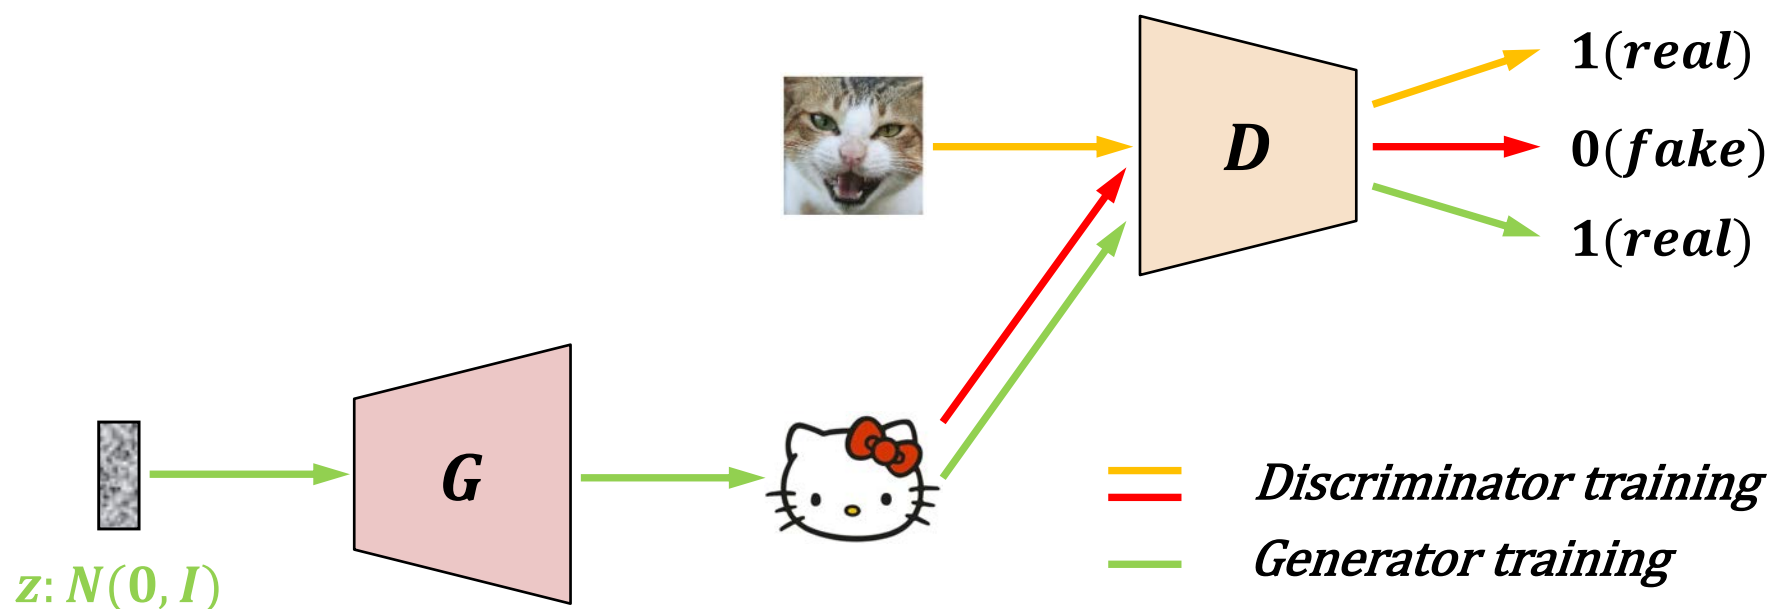 1(real)
D
0(fake)
1(real)
G
Discriminator training
Generator training
z: N(0, I)